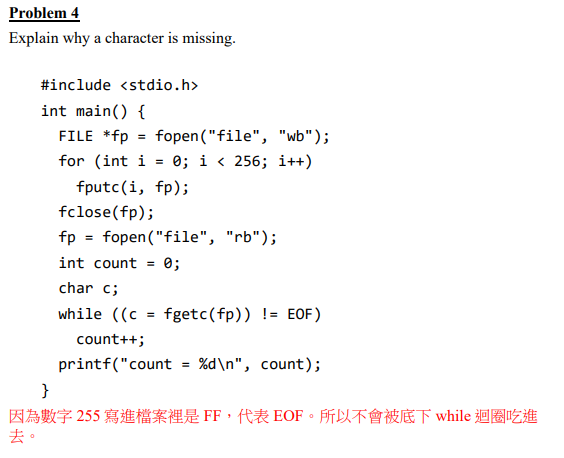 Problem 4
Explain why a character is missing.
#include <stdio.h>
int main() {
FILE *fp = fopen("file", "wb");
for (int i = 0; i < 256; i++)
fputc(i, fp);
fclose(fp);
fp = fopen("file", "rb");
int count = 0;
char c;
while ((c = fgetc(fp)) != EOF)
count++;
printf("count = %d\n", count);
}
因為數字 255 寫進檔案裡是 FF，代表 EOF。所以不會被底下 while 迴圈吃進
去。